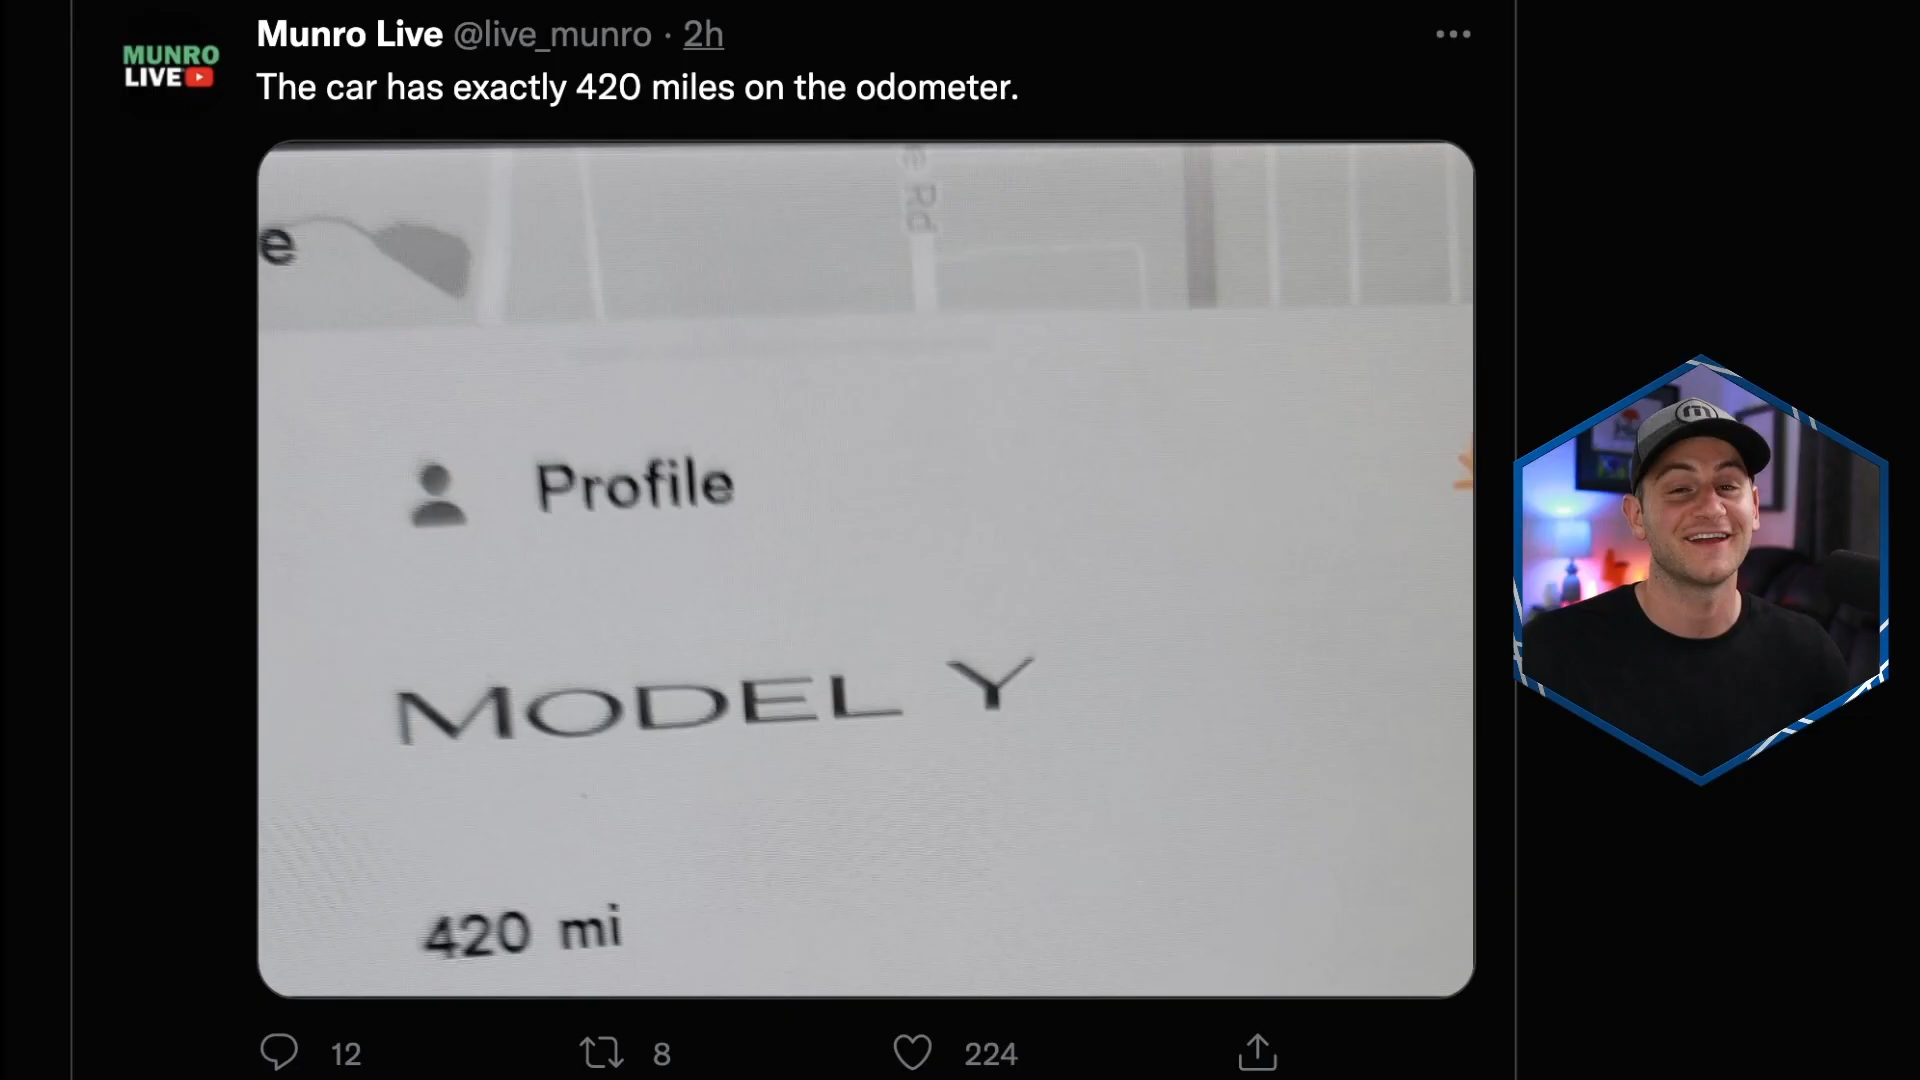 MUNRO
LIVE
Munro Live @live_munro · 2h
The car has exactly 420 miles on the odometer.
e Rd
e
Profile
MODEL Y
420 mi
12 8 224
m